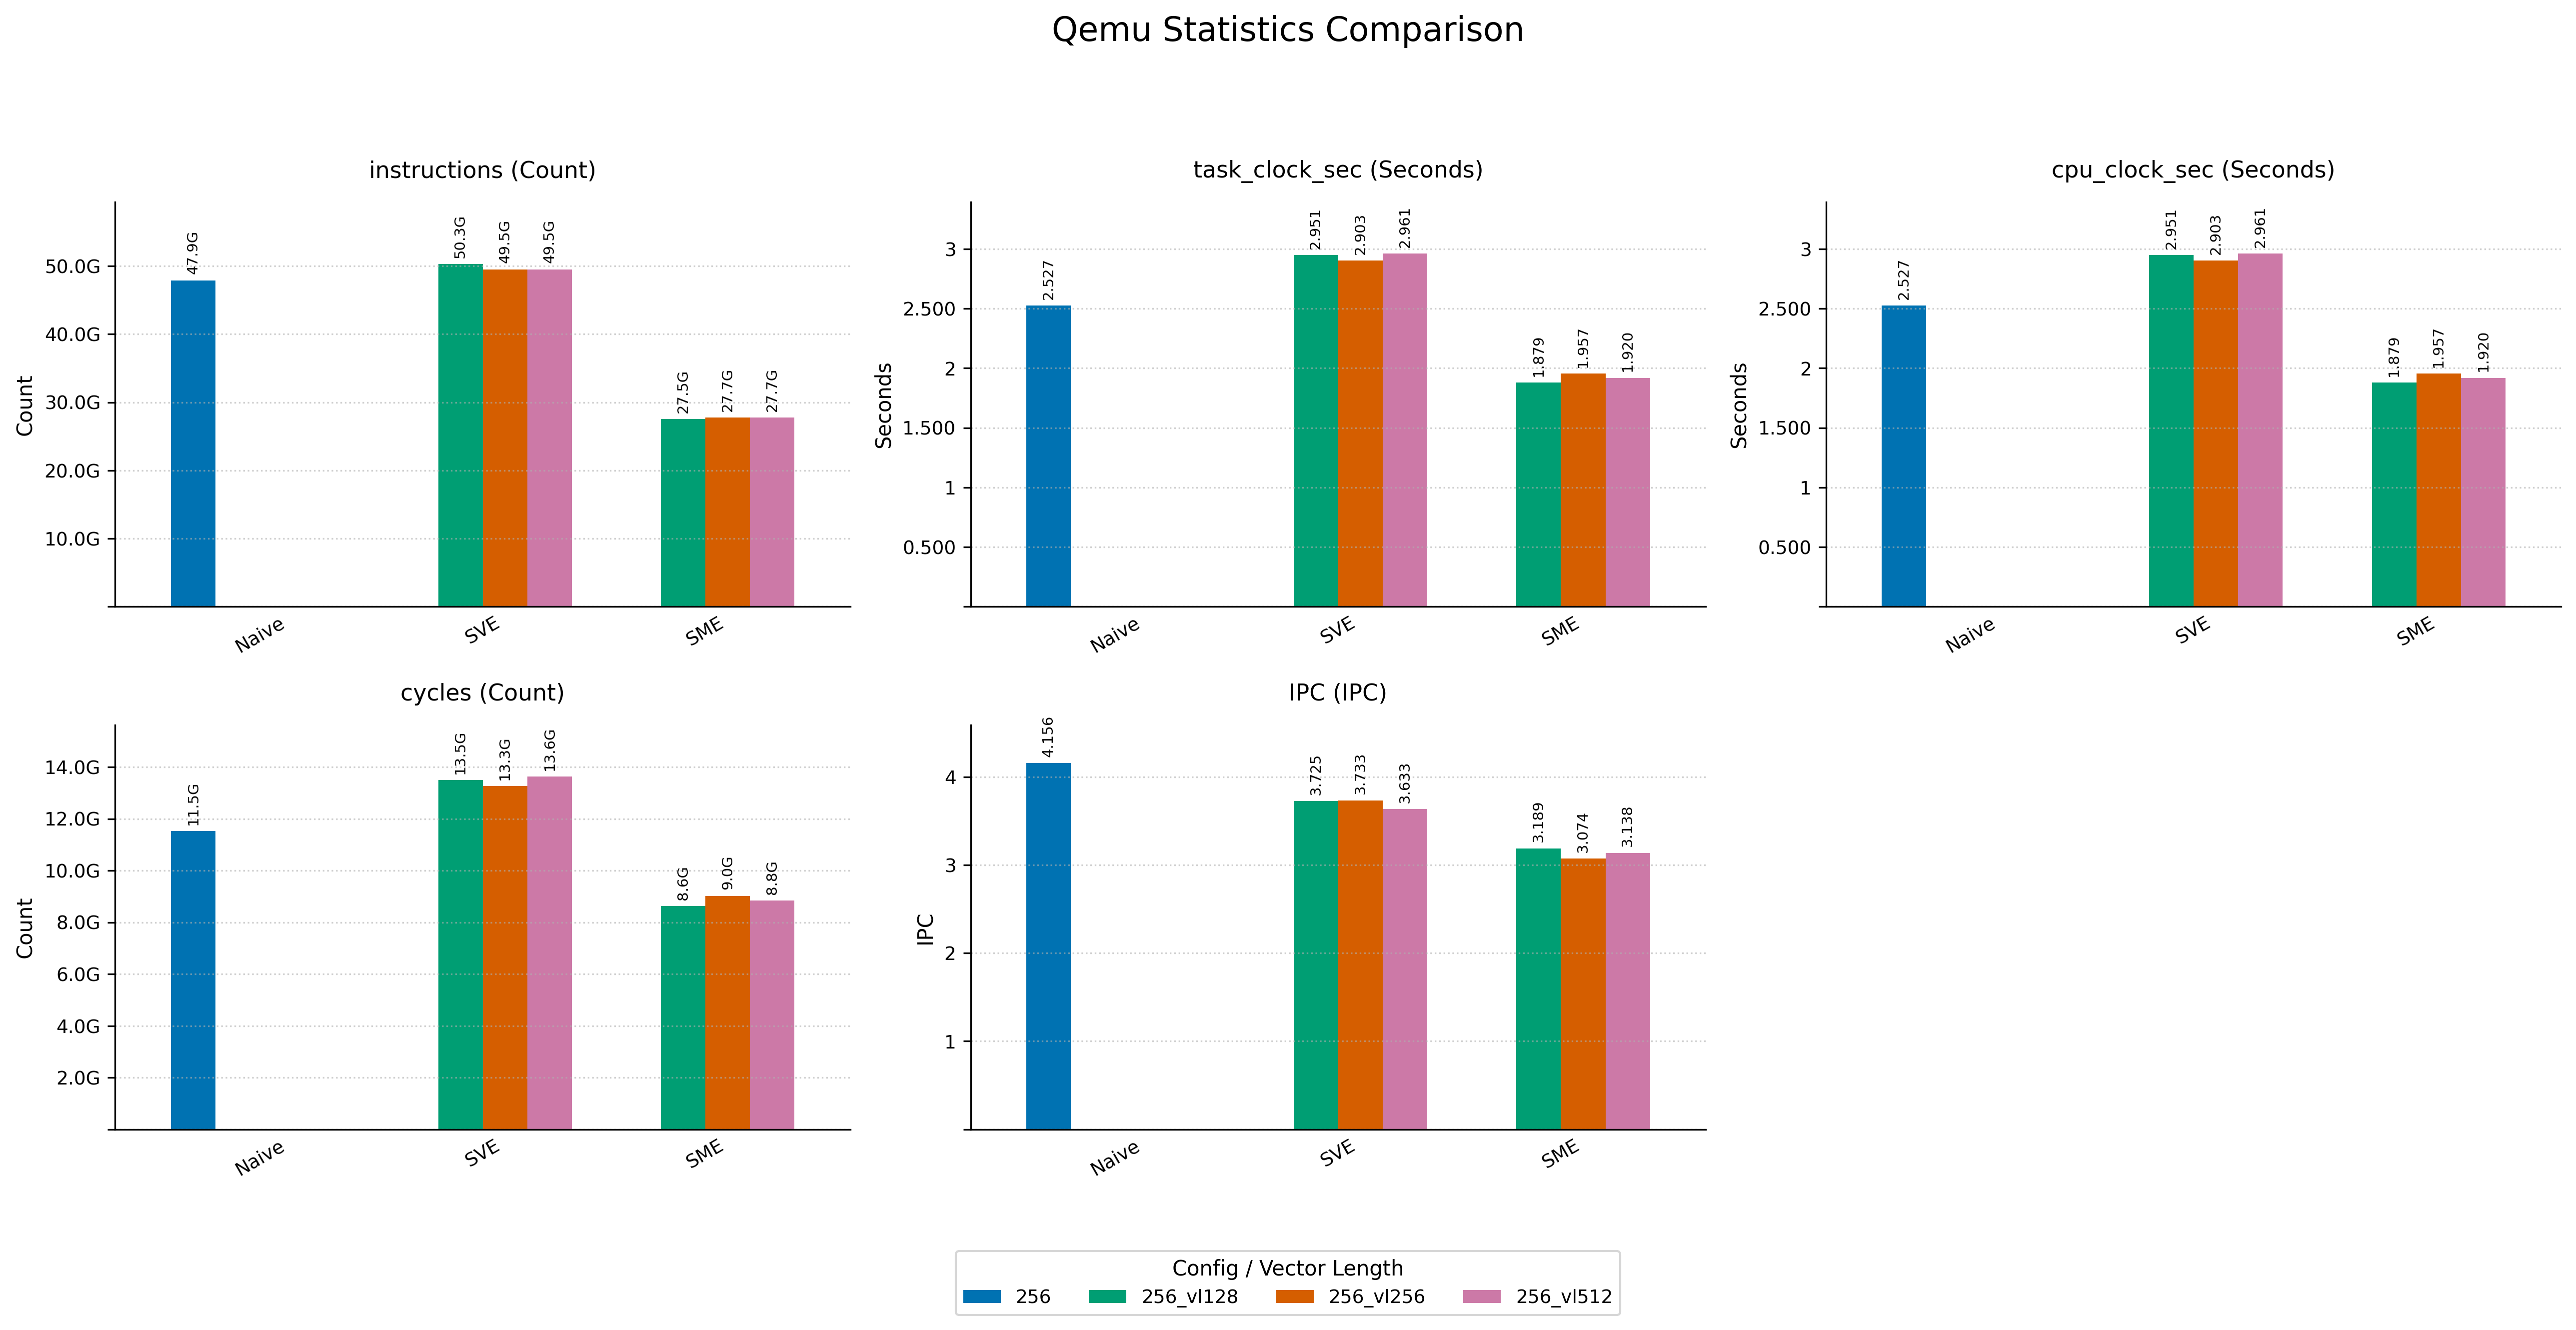 Qemu Statistics Comparison
instructions (Count)
Count
50.0G
40.0G
30.0G
20.0G
10.0G
47.9G
50.3G
49.5G
49.5G
27.5G
27.7G
27.7G
Naive
SVE
SME
task_clock_sec (Seconds)
Seconds
3
2.500
2
1.500
1
0.500
2.527
2.951
2.903
2.961
1.879
1.957
1.920
Naive
SVE
SME
cpu_clock_sec (Seconds)
Seconds
3
2.500
2
1.500
1
0.500
2.527
2.951
2.903
2.961
1.879
1.957
1.920
Naive
SVE
SME
cycles (Count)
Count
14.0G
12.0G
10.0G
8.0G
6.0G
4.0G
2.0G
11.5G
13.5G
13.3G
13.6G
8.6G
9.0G
8.8G
Naive
SVE
SME
IPC (IPC)
IPC
4
3
2
1
4.156
3.725
3.733
3.633
3.189
3.074
3.138
Naive
SVE
SME
Config / Vector Length
256
256_vl128
256_vl256
256_vl512